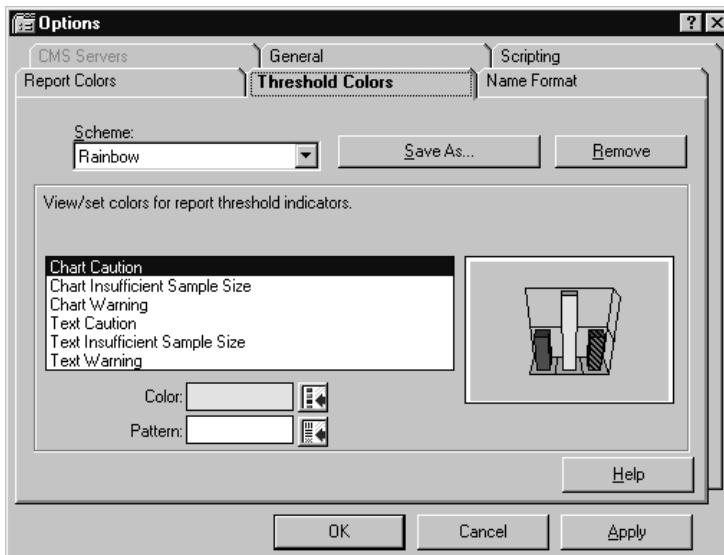 Options
CMS Servers General Scripting
Report Colors Threshold Colors Name Format
Scheme:
Rainbow Save As... Remove
View/set colors for report threshold indicators.
Chart Caution
Chart Insufficient Sample Size
Chart Warning
Text Caution
Text Insufficient Sample Size
Text Warning
Color:
Pattern:
Help
OK Cancel Apply